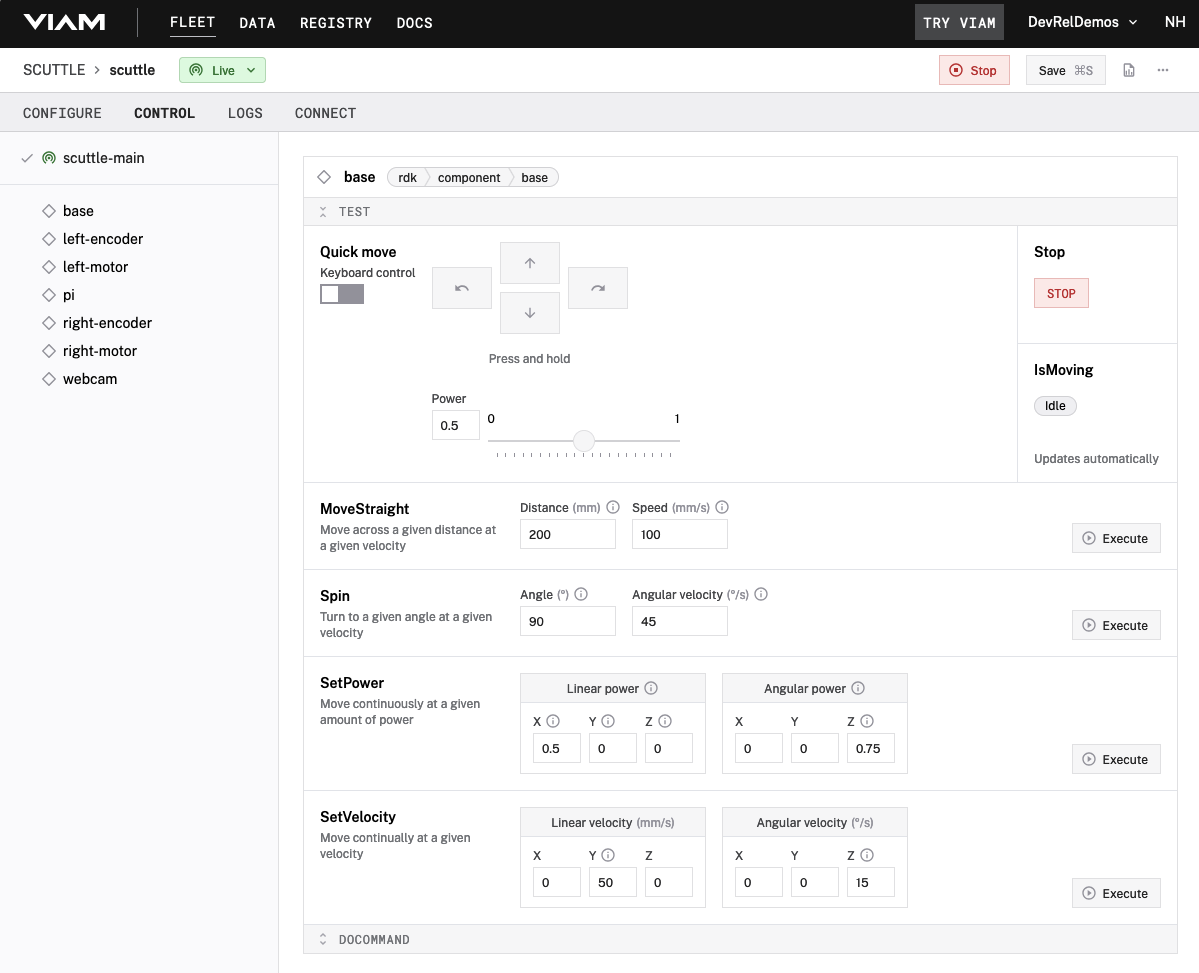 VIAM FLEET DATA REGISTRY DOCS TRY VIAM DevRelDemos NH
SCUTTLE > scuttle Live Stop Save ⌘S ...
CONFIGURE CONTROL LOGS CONNECT
scuttle-main
base
left-encoder
left-motor
pi
right-encoder
right-motor
webcam
base rdk component base
TEST
Quick move
Keyboard control
Press and hold
Power
0.5
0 1
Stop
STOP
IsMoving
Idle
Updates automatically
MoveStraight
Move across a given distance at
a given velocity
Distance (mm) Speed (mm/s)
200 100
Execute
Spin
Turn to a given angle at a given
velocity
Angle (°) Angular velocity (°/s)
90 45
Execute
SetPower
Move continuously at a given
amount of power
Linear power
X Y Z
0.5 0 0
Angular power
X Y Z
0 0 0.75
Execute
SetVelocity
Move continually at a given
velocity
Linear velocity (mm/s)
X Y Z
0 50 0
Angular velocity (°/s)
X Y Z
0 0 15
Execute
DOCOMMAND